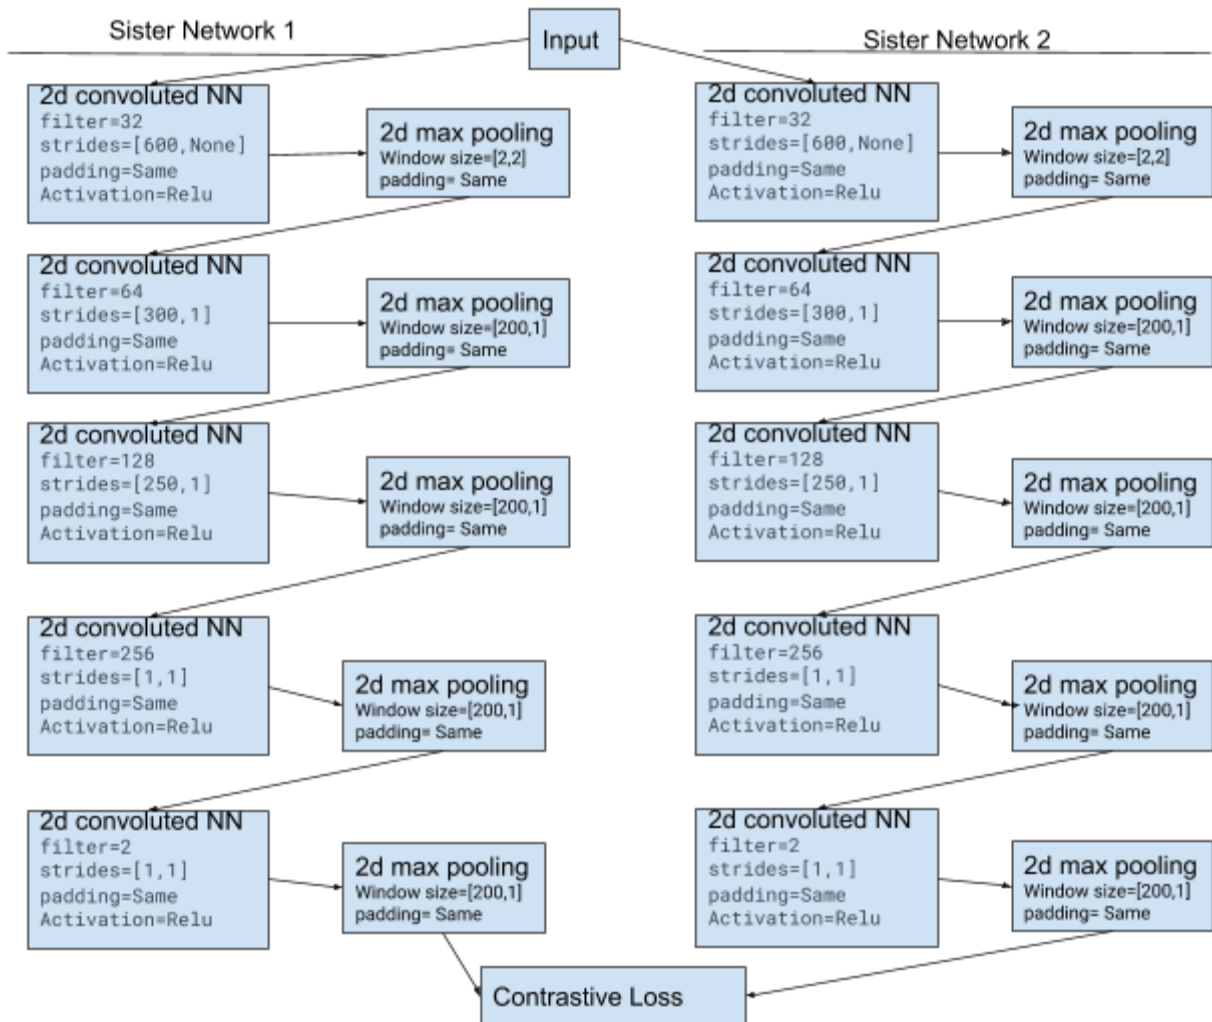 Sister Network 1
Input
Sister Network 2
2d convoluted NN
filter=32
strides=[600,None]
padding=Same
Activation=Relu
2d max pooling
Window size=[2,2]
padding= Same
2d convoluted NN
filter=32
strides=[600,None]
padding=Same
Activation=Relu
2d max pooling
Window size=[2,2]
padding= Same
2d convoluted NN
filter=64
strides=[300,1]
padding=Same
Activation=Relu
2d max pooling
Window size=[200,1]
padding= Same
2d convoluted NN
filter=64
strides=[300,1]
padding=Same
Activation=Relu
2d max pooling
Window size=[200,1]
padding= Same
2d convoluted NN
filter=128
strides=[250,1]
padding=Same
Activation=Relu
2d max pooling
Window size=[200,1]
padding= Same
2d convoluted NN
filter=128
strides=[250,1]
padding=Same
Activation=Relu
2d max pooling
Window size=[200,1]
padding= Same
2d convoluted NN
filter=256
strides=[1,1]
padding=Same
Activation=Relu
2d max pooling
Window size=[200,1]
padding= Same
2d convoluted NN
filter=256
strides=[1,1]
padding=Same
Activation=Relu
2d max pooling
Window size=[200,1]
padding= Same
2d convoluted NN
filter=2
strides=[1,1]
padding=Same
Activation=Relu
2d max pooling
Window size=[200,1]
padding= Same
2d convoluted NN
filter=2
strides=[1,1]
padding=Same
Activation=Relu
2d max pooling
Window size=[200,1]
padding= Same
Contrastive Loss